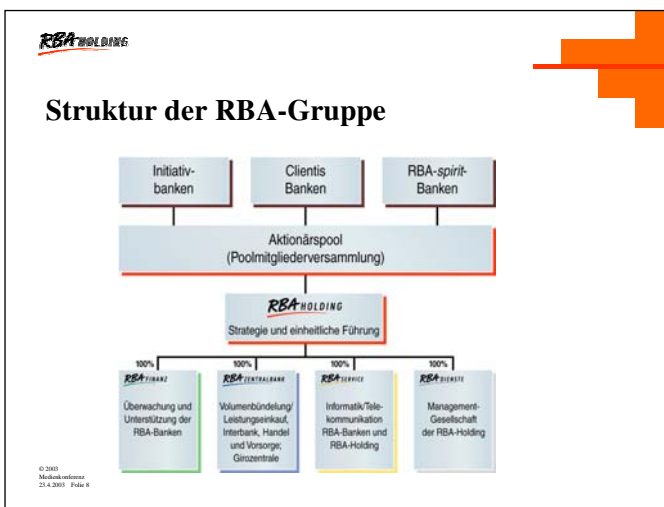 RBA HOLDING
Struktur der RBA-Gruppe
Initiativ-
banken
Clientis
Banken
RBA-spirit-
Banken
Aktionärspool
(Poolmitgliederversammlung)
RBA HOLDING
Strategie und einheitliche Führung
100%
100%
100%
100%
RBA FINANZ
Überwachung und
Unterstützung der
RBA-Banken
RBA ZENTRALBANK
Volumenbündelung/
Leistungseinkauf,
Interbank, Handel
und Vorsorge;
Girozentrale
RBA SERVICE
Informatik/Tele-
kommunikation
RBA-Banken und
RBA-Holding
RBA DIENSTE
Management-
Gesellschaft
der RBA-Holding
© 2003
Medienkonferenz
23.4.2003 Folie 8